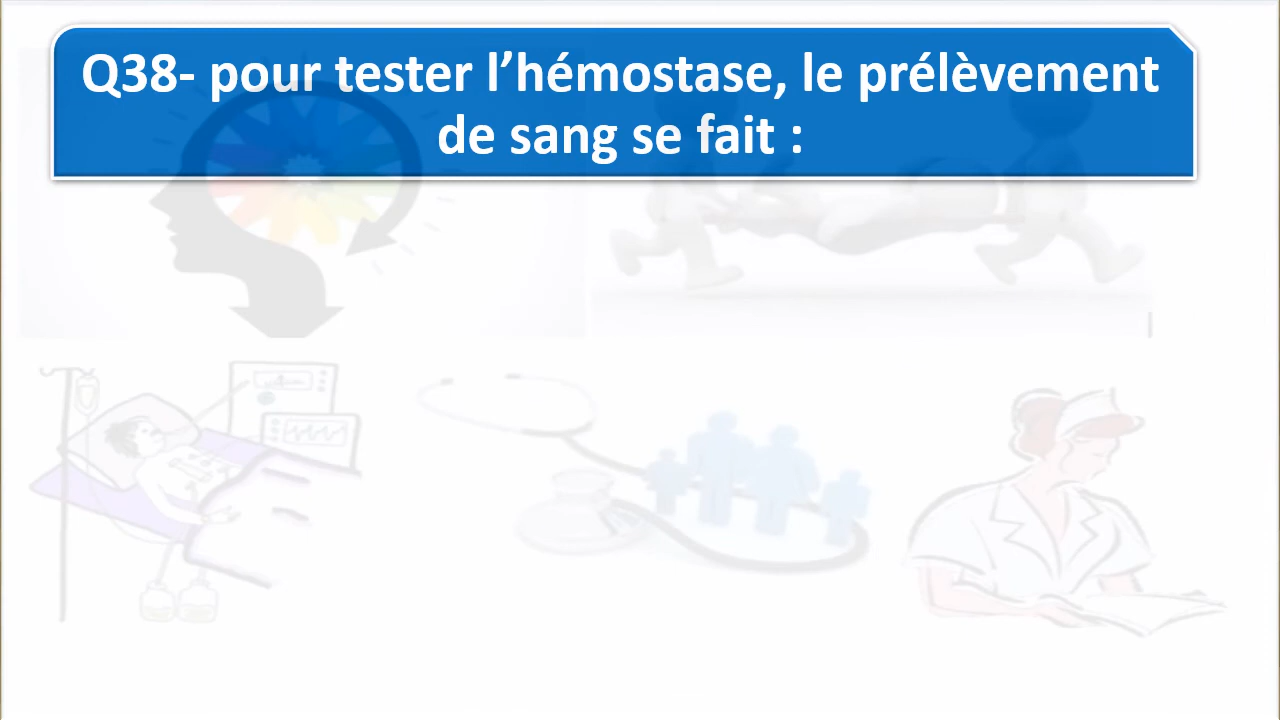 Q38- pour tester l’hémostase, le prélèvement
de sang se fait :